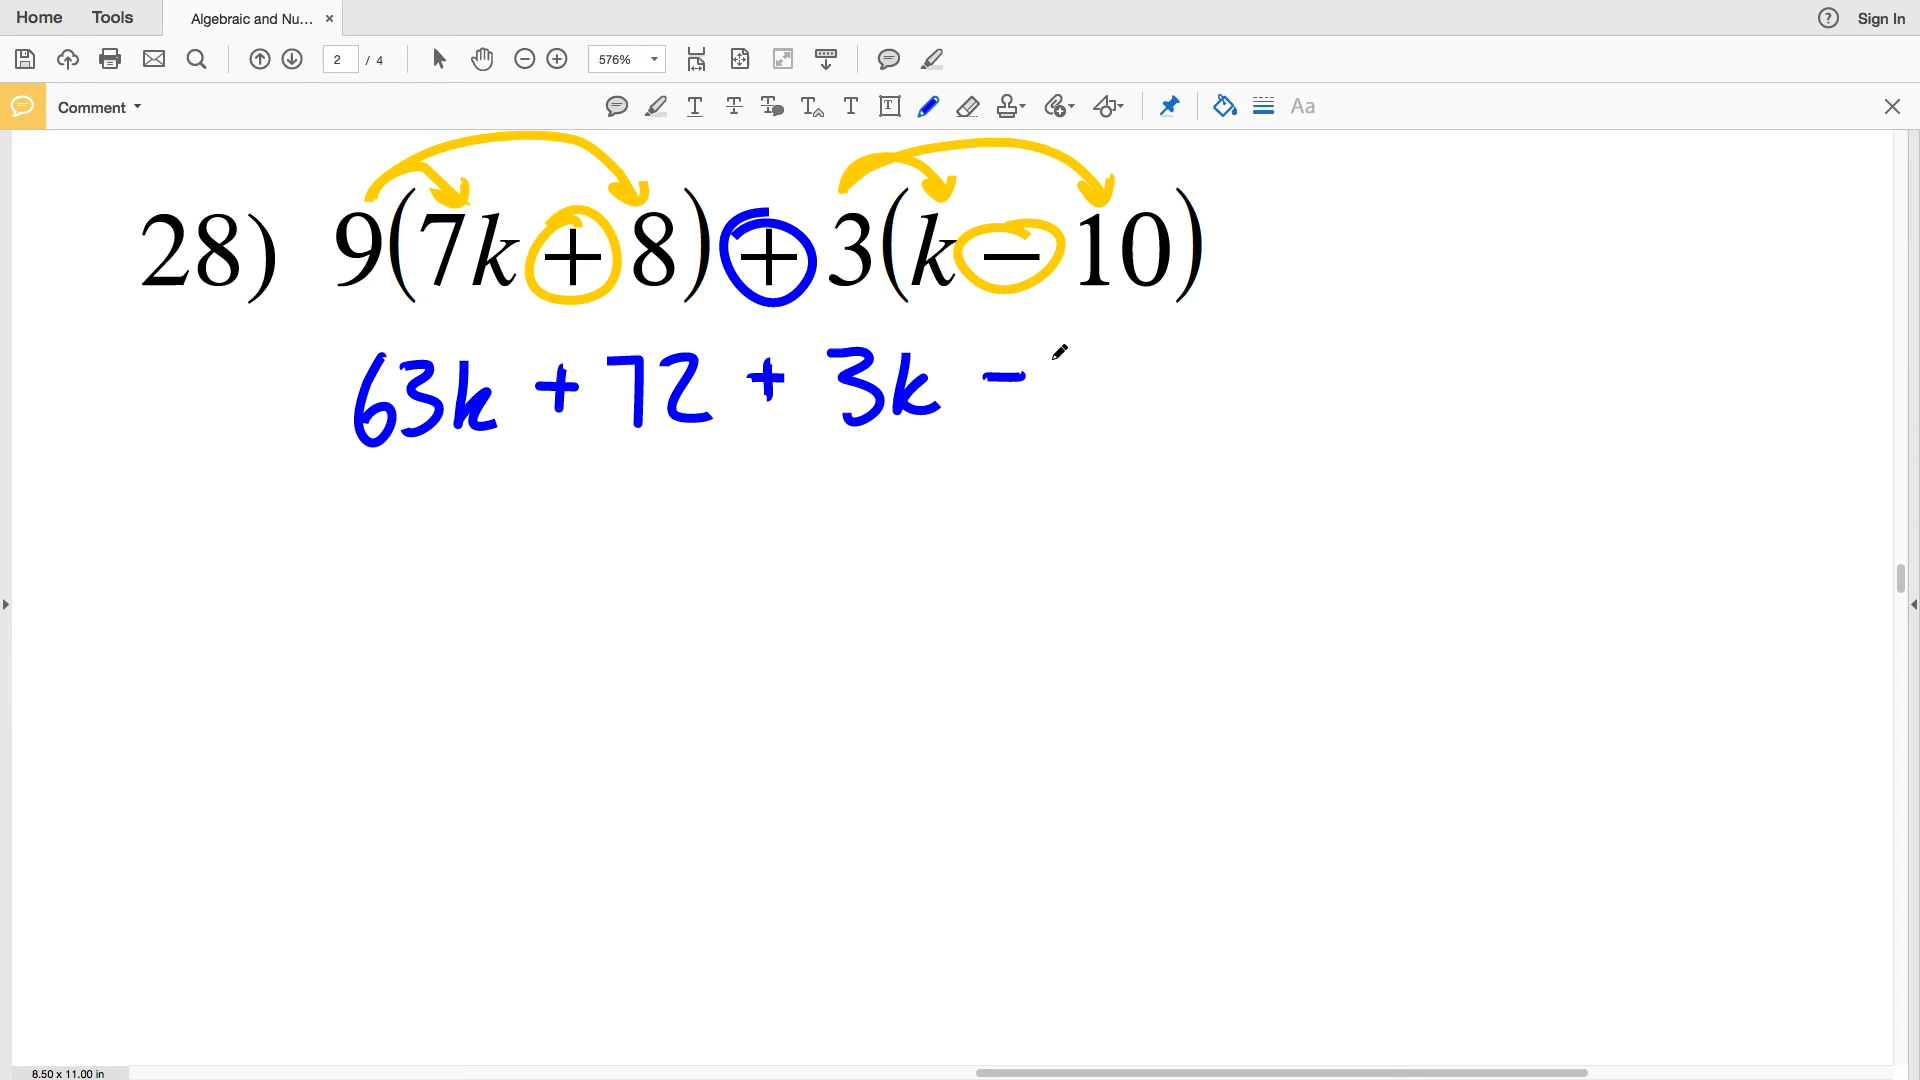 Home Tools Algebraic and Nu... × ? Sign In
2 / 4 576%
Comment T T T T T T Aa
28) 9(7k + 8) + 3(k − 10)
63k + 72 + 3k −
8.50 x 11.00 in